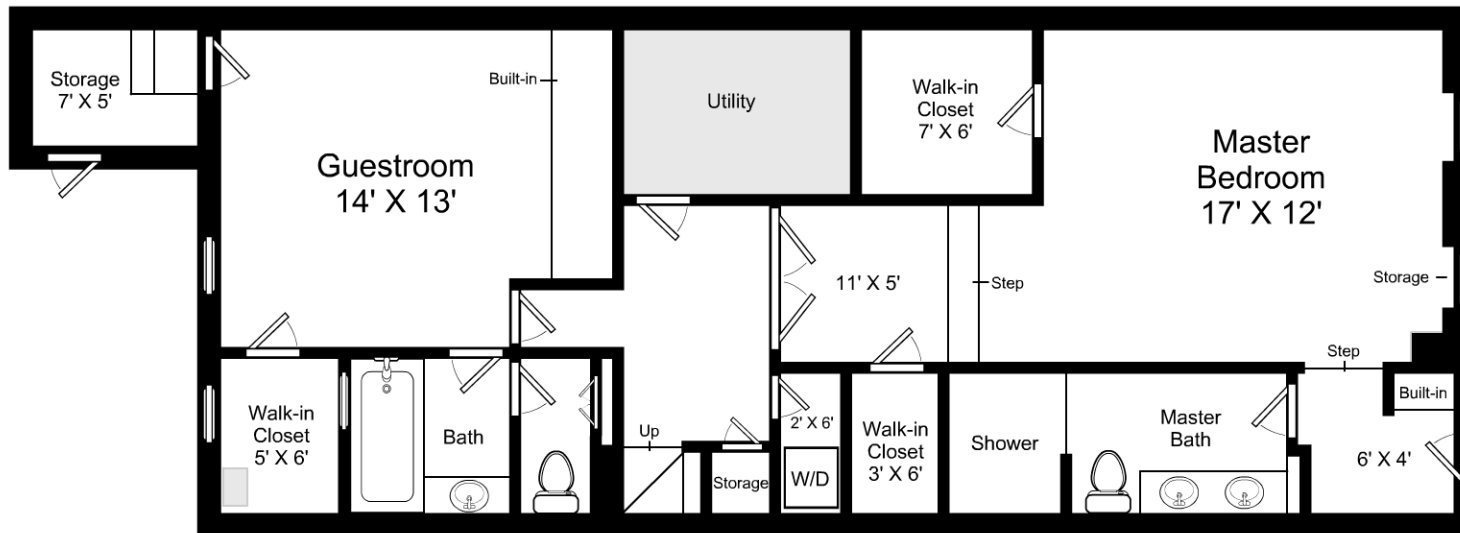 Storage
7' X 5'
Built-in
Guestroom
14' X 13'
Utility
Walk-in
Closet
7' X 6'
Master
Bedroom
17' X 12'
11' X 5'
Step
Storage
Step
Built-in
Walk-in
Closet
5' X 6'
Bath
Up
Storage
2' X 6'
W/D
Walk-in
Closet
3' X 6'
Shower
Master
Bath
6' X 4'